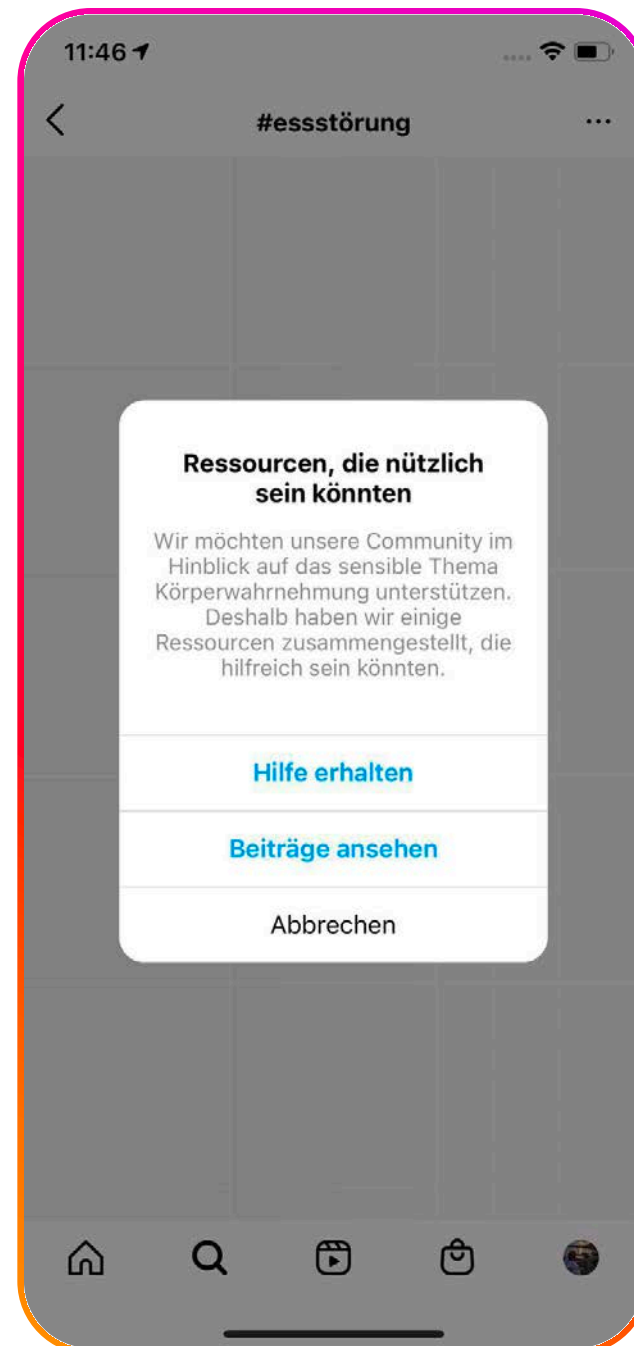 11:46
#essstörung
Ressourcen, die nützlich
sein könnten
Wir möchten unsere Community im
Hinblick auf das sensible Thema
Körperwahrnehmung unterstützen.
Deshalb haben wir einige
Ressourcen zusammengestellt, die
hilfreich sein könnten.
Hilfe erhalten
Beiträge ansehen
Abbrechen